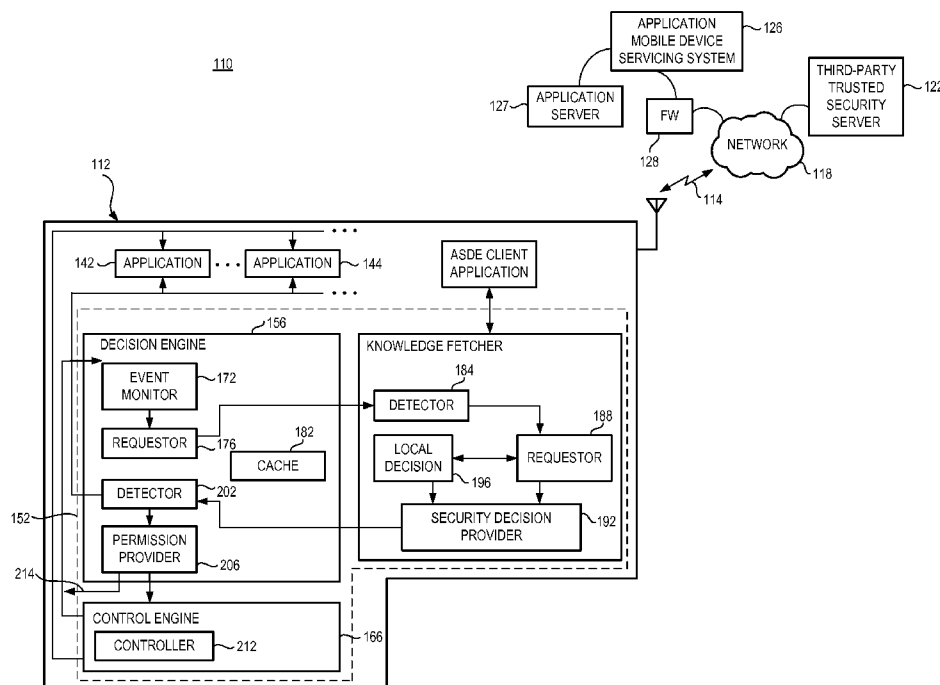 110
APPLICATION
MOBILE DEVICE
SERVICING SYSTEM
126
127
APPLICATION
SERVER
FW
128
THIRD-PARTY
TRUSTED
SECURITY
SERVER
122
NETWORK
118
114
112
142
APPLICATION
...
APPLICATION
144
...
...
ASDE CLIENT
APPLICATION
156
DECISION ENGINE
EVENT
MONITOR
172
REQUESTOR
176
182
CACHE
DETECTOR
202
152
PERMISSION
PROVIDER
206
214
KNOWLEDGE FETCHER
184
DETECTOR
188
LOCAL
DECISION
196
REQUESTOR
SECURITY DECISION
PROVIDER
192
CONTROL ENGINE
CONTROLLER
212
166